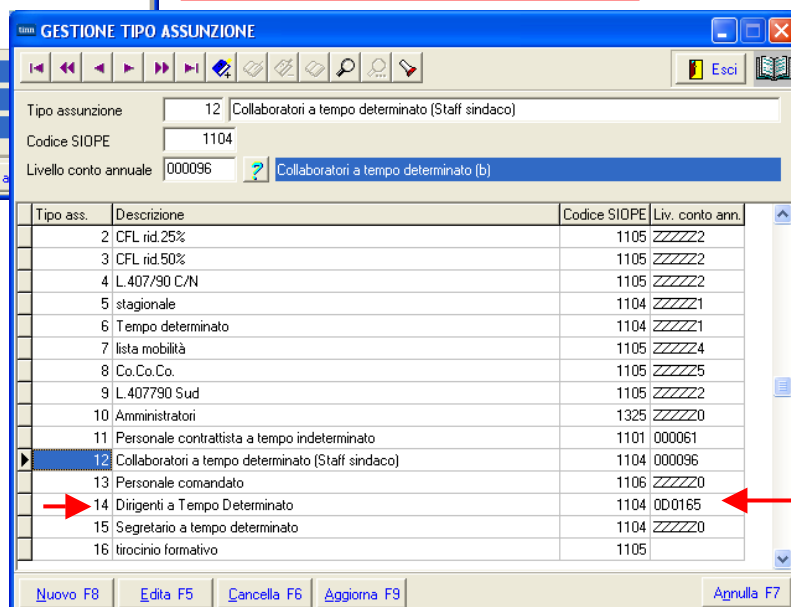 tinn GESTIONE TIPO ASSUNZIONE
Esci
Tipo assunzione 12 Collaboratori a tempo determinato (Staff sindaco)
Codice SIOPE 1104
Livello conto annuale 000096 ? Collaboratori a tempo determinato (b)
a
Tipo ass. Descrizione Codice SIOPE Liv. conto ann.
2 CFL rid.25% 1105 ZZZZZ2
3 CFL rid.50% 1105 ZZZZZ2
4 L.407/90 C/N 1105 ZZZZZ2
5 stagionale 1104 ZZZZZ1
6 Tempo determinato 1104 ZZZZZ1
7 lista mobilità 1105 ZZZZZ4
8 Co.Co.Co. 1105 ZZZZZ5
9 L.407790 Sud 1105 ZZZZZ2
10 Amministratori 1325 ZZZZZ0
11 Personale contrattista a tempo indeterminato 1101 000061
12 Collaboratori a tempo determinato (Staff sindaco) 1104 000096
13 Personale comandato 1106 ZZZZZ0
14 Dirigenti a Tempo Determinato 1104 0D0165
15 Segretario a tempo determinato 1104 ZZZZZ0
16 tirocinio formativo 1105
Nuovo F8 Edita F5 Cancella F6 Aggiorna F9 Annulla F7